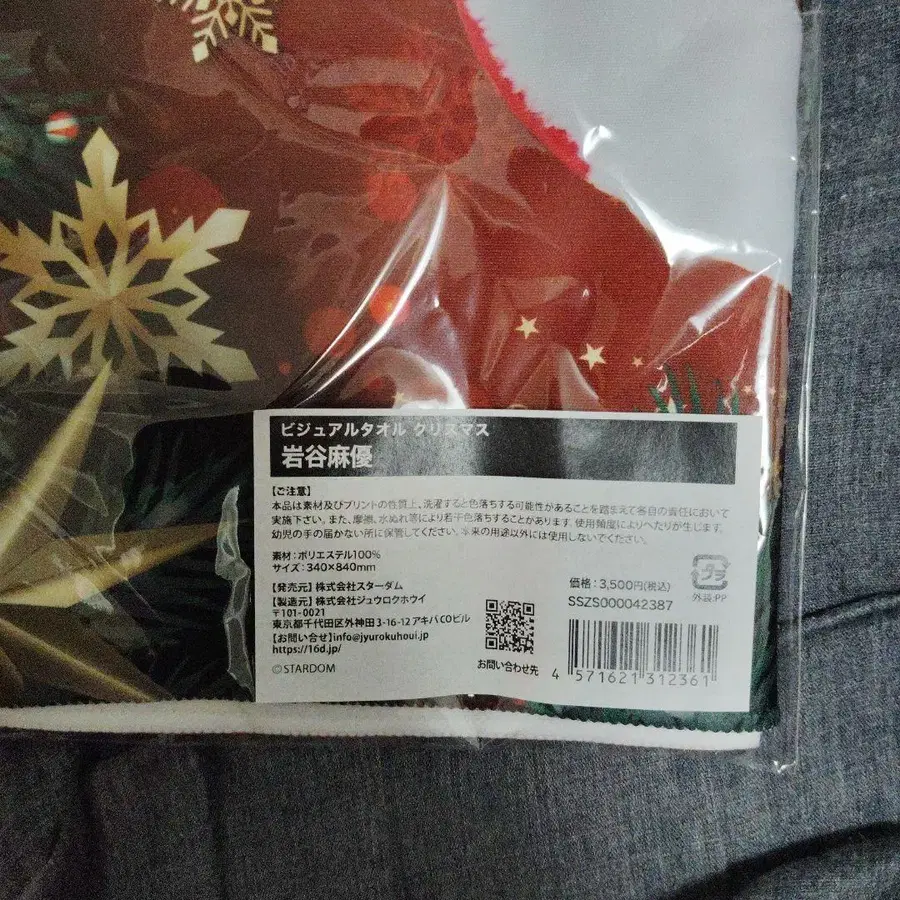 ビジュアルタオル クリスマス
岩谷麻優
【ご注意】
本品は素材及びプリントの性質上、洗濯すると色落ちする可能性があることを踏まえて各自の責任において
実施下さい。また、摩擦、水ぬれ等により若干色落ちすることがあります。使用頻度によりへたりが生じます。
幼児の手の届かない所に保管してください。本来の用途以外には使用しないでください。
素材：ポリエステル100%
サイズ：340×840mm
【発売元】株式会社スターダム
【製造元】株式会社ジュウロクホウイ
〒101-0021
東京都千代田区外神田3-16-12 アキバCOビル
【お問い合せ】info@jyurokuhoui.jp
https://16d.jp/
©STARDOM
お問い合わせ先
価格：3,500円(税込)
SSZS000042387
4 571621 312361
プラ
外袋:PP